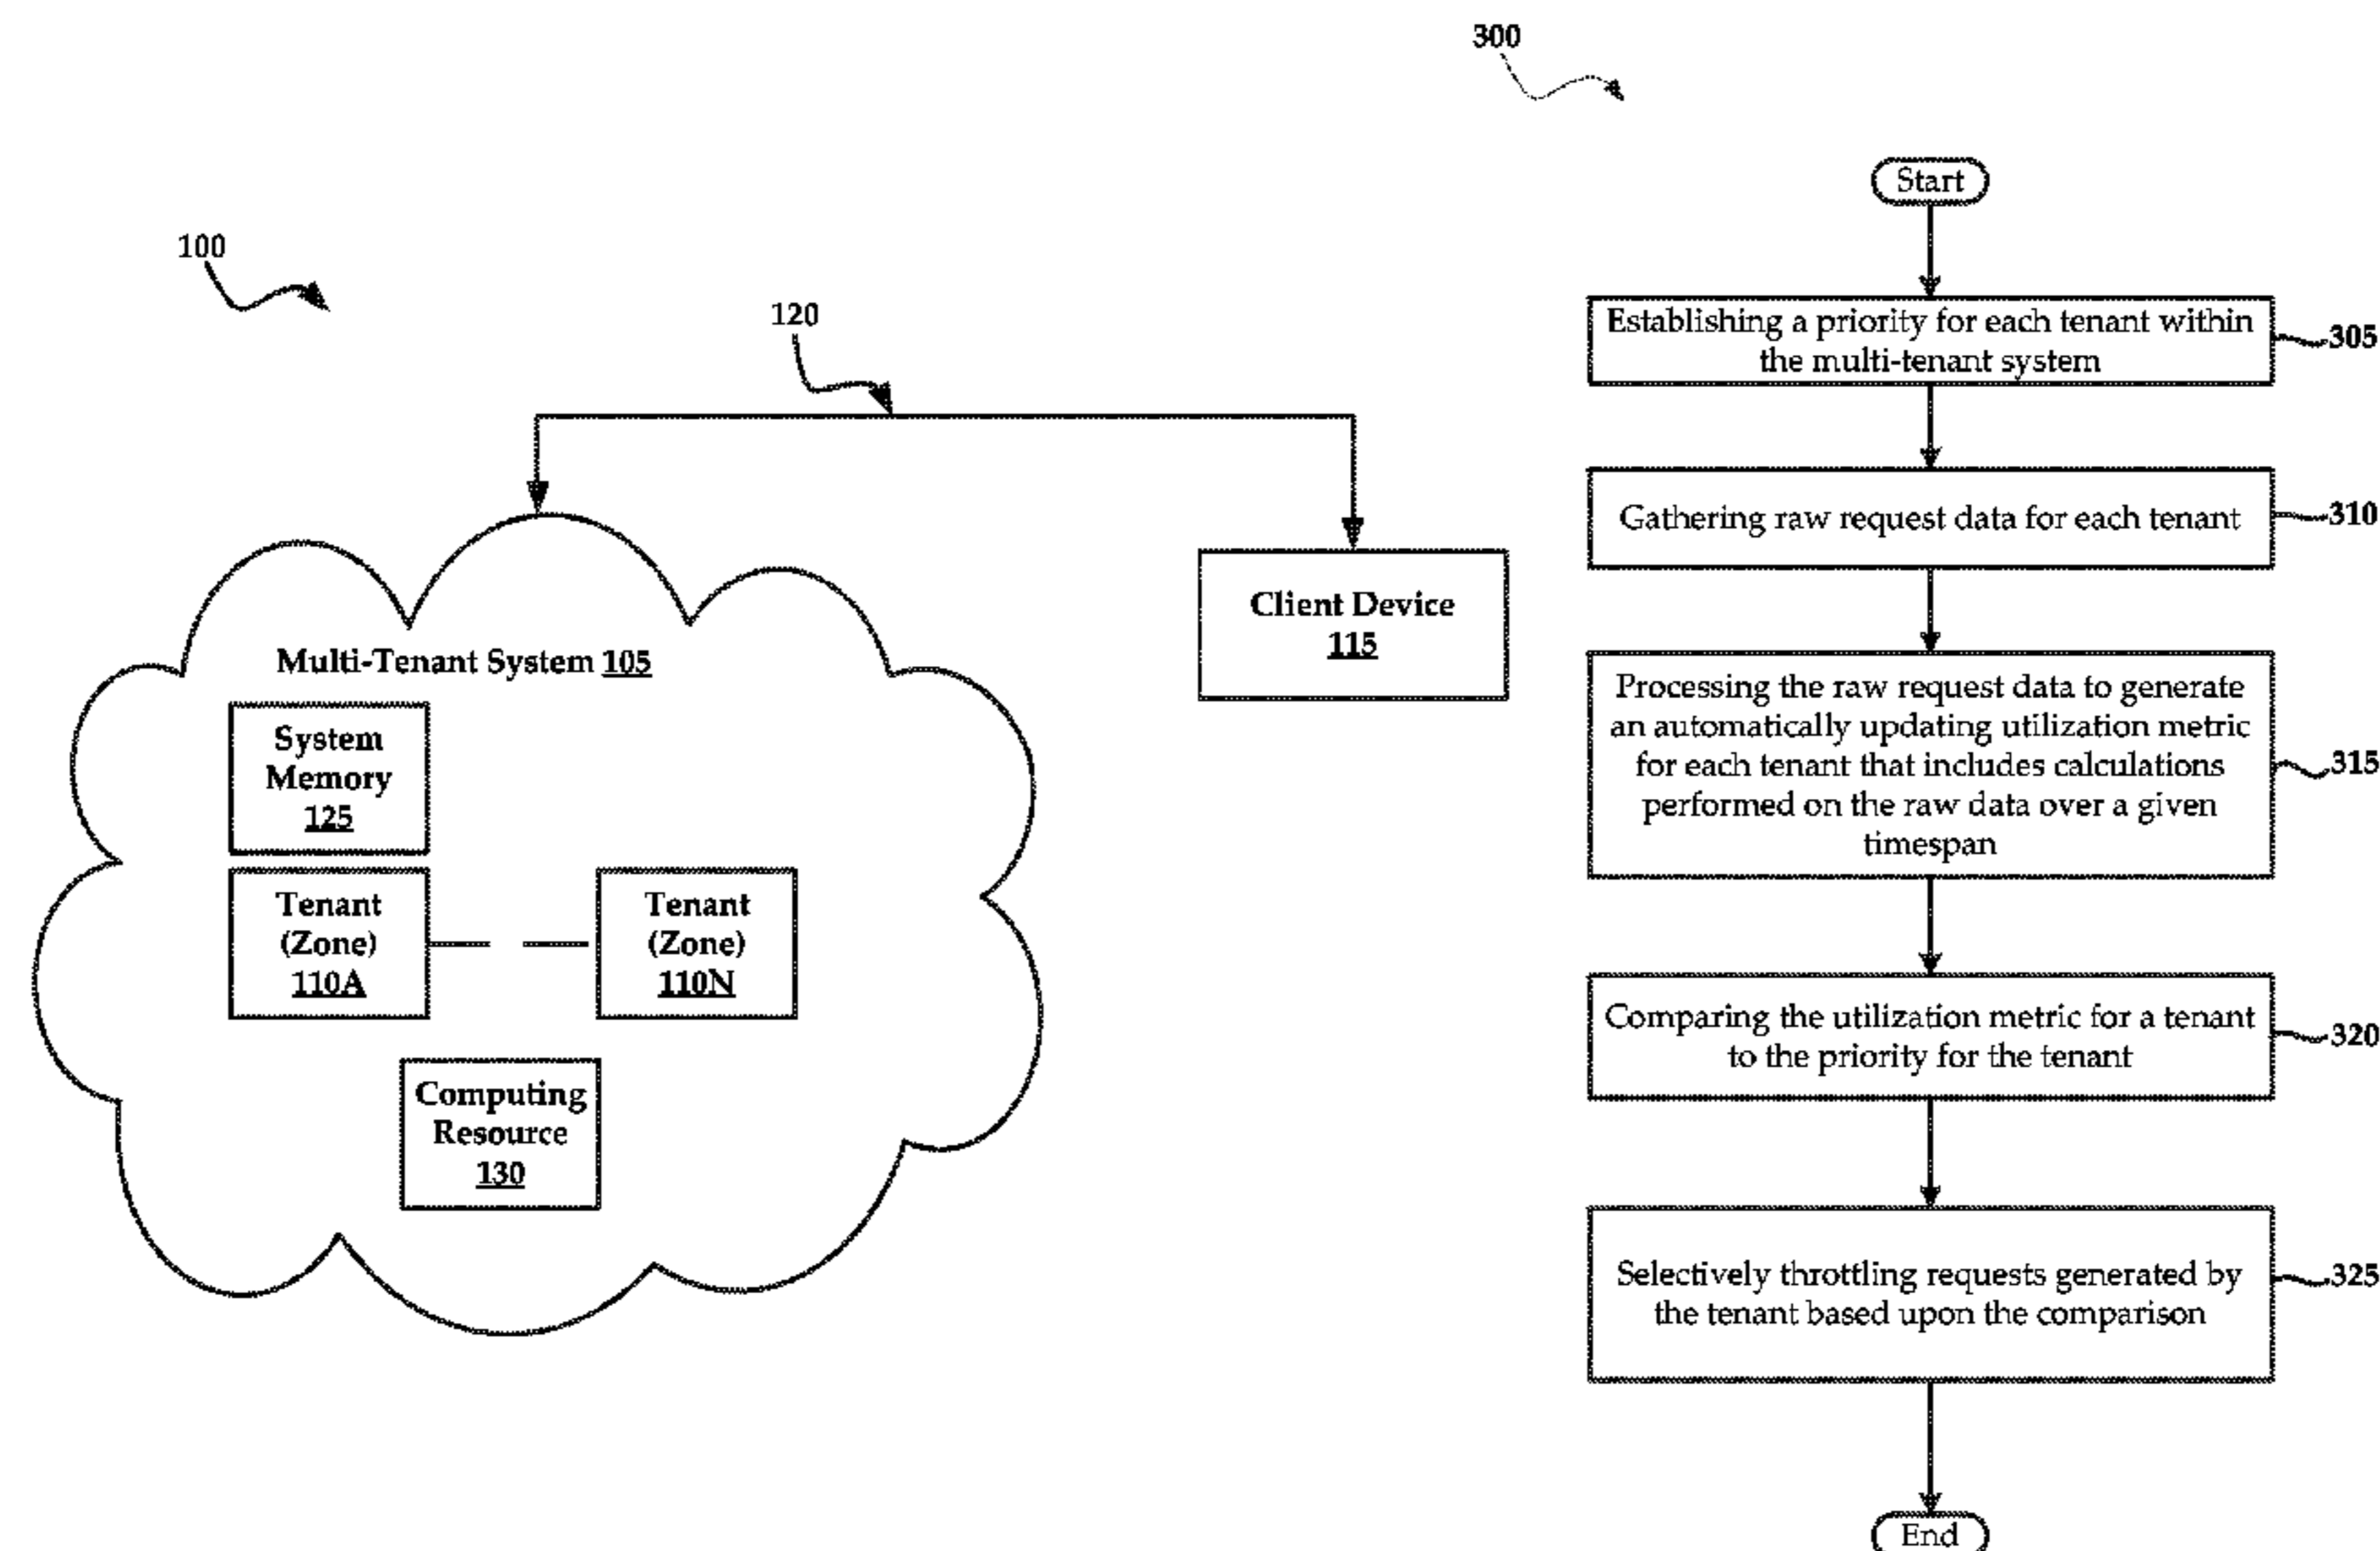 100
120
Multi-Tenant System 105
System
Memory
125
Tenant
(Zone)
110A
Tenant
(Zone)
110N
Computing
Resource
130
Client Device
115
300
Start
Establishing a priority for each tenant within
the multi-tenant system
305
Gathering raw request data for each tenant
310
Processing the raw request data to generate
an automatically updating utilization metric
for each tenant that includes calculations
performed on the raw data over a given
timespan
315
Comparing the utilization metric for a tenant
to the priority for the tenant
320
Selectively throttling requests generated by
the tenant based upon the comparison
325
End